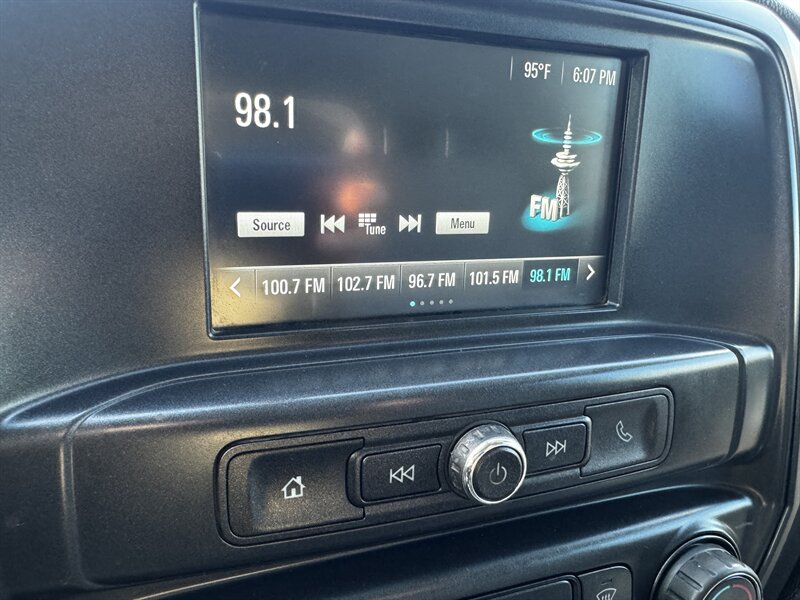 95°F 6:07 PM
98.1
FM
Source Tune Menu
100.7 FM 102.7 FM 96.7 FM 101.5 FM 98.1 FM